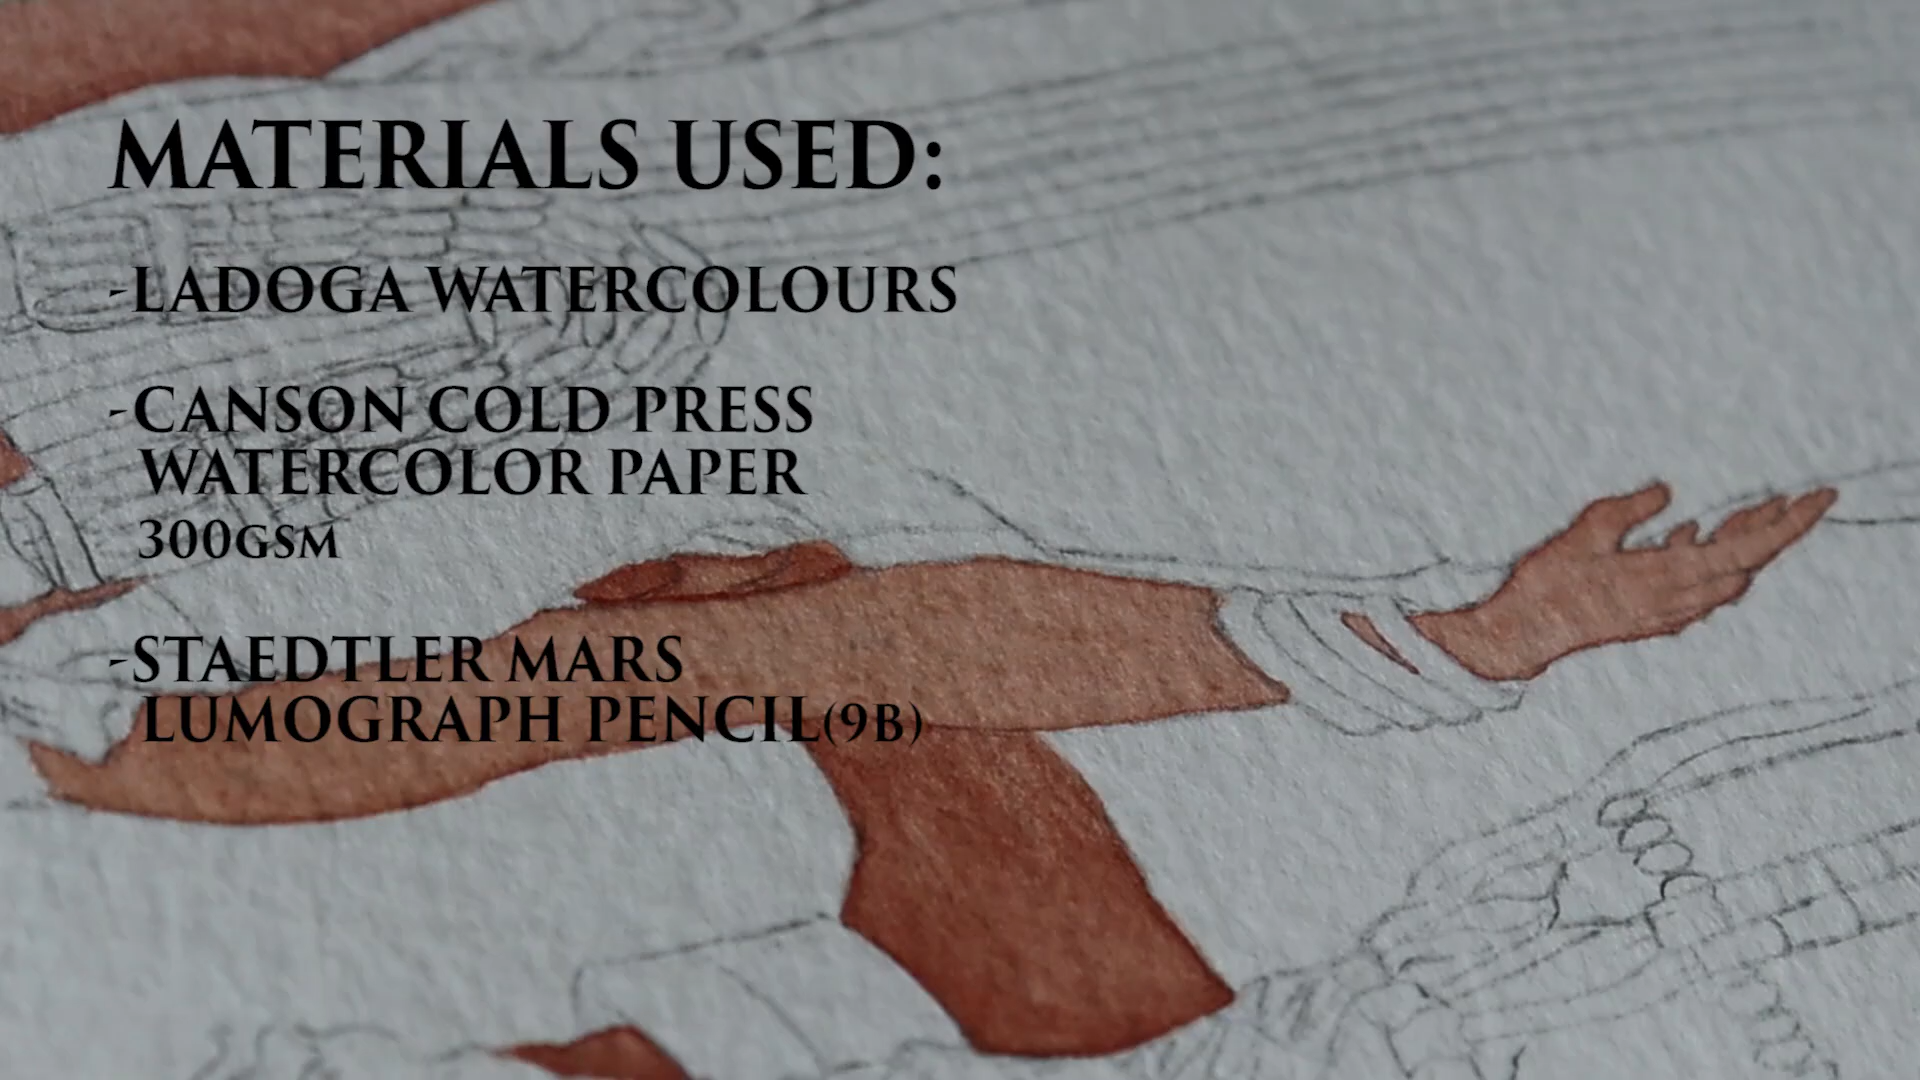 MATERIALS USED:
-LADOGA WATERCOLOURS
-CANSON COLD PRESS
WATERCOLOR PAPER
300GSM
-STAEDTLER MARS
LUMOGRAPH PENCIL(9B)